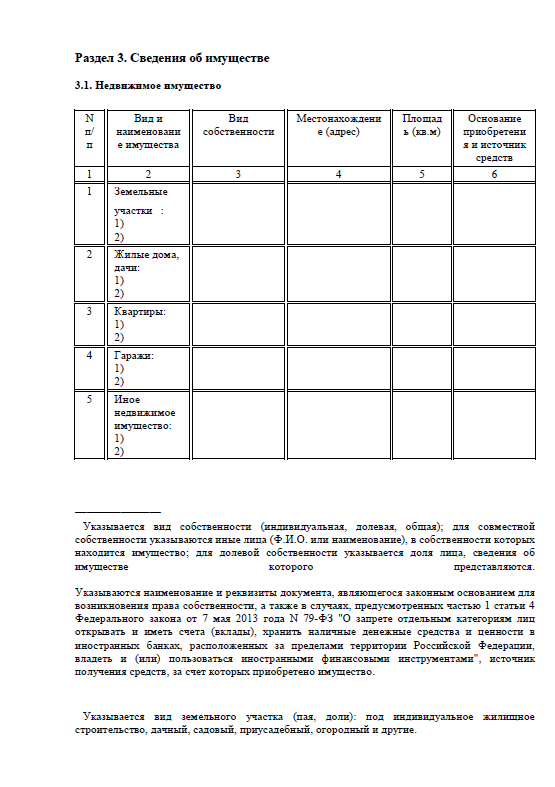 Раздел 3. Сведения об имуществе
3.1. Недвижимое имущество
N
п/
п
Вид и
наименовани
е имущества
Вид
собственности
Местонахождени
е (адрес)
Площад
ь (кв.м)
Основание
приобретени
я и источник
средств
1
2
3
4
5
6
1
Земельные
участки :
1)
2)
2
Жилые дома,
дачи:
1)
2)
3
Квартиры:
1)
2)
4
Гаражи:
1)
2)
5
Иное
недвижимое
имущество:
1)
2)
Указывается вид собственности (индивидуальная, долевая, общая); для совместной
собственности указываются иные лица (Ф.И.О. или наименование), в собственности которых
находится имущество; для долевой собственности указывается доля лица, сведения об
имуществе которого представляются.
Указываются наименование и реквизиты документа, являющегося законным основанием для
возникновения права собственности, а также в случаях, предусмотренных частью 1 статьи 4
Федерального закона от 7 мая 2013 года N 79-ФЗ "О запрете отдельным категориям лиц
открывать и иметь счета (вклады), хранить наличные денежные средства и ценности в
иностранных банках, расположенных за пределами территории Российской Федерации,
владеть и (или) пользоваться иностранными финансовыми инструментами", источник
получения средств, за счет которых приобретено имущество.
Указывается вид земельного участка (пая, доли): под индивидуальное жилищное
строительство, дачный, садовый, приусадебный, огородный и другие.